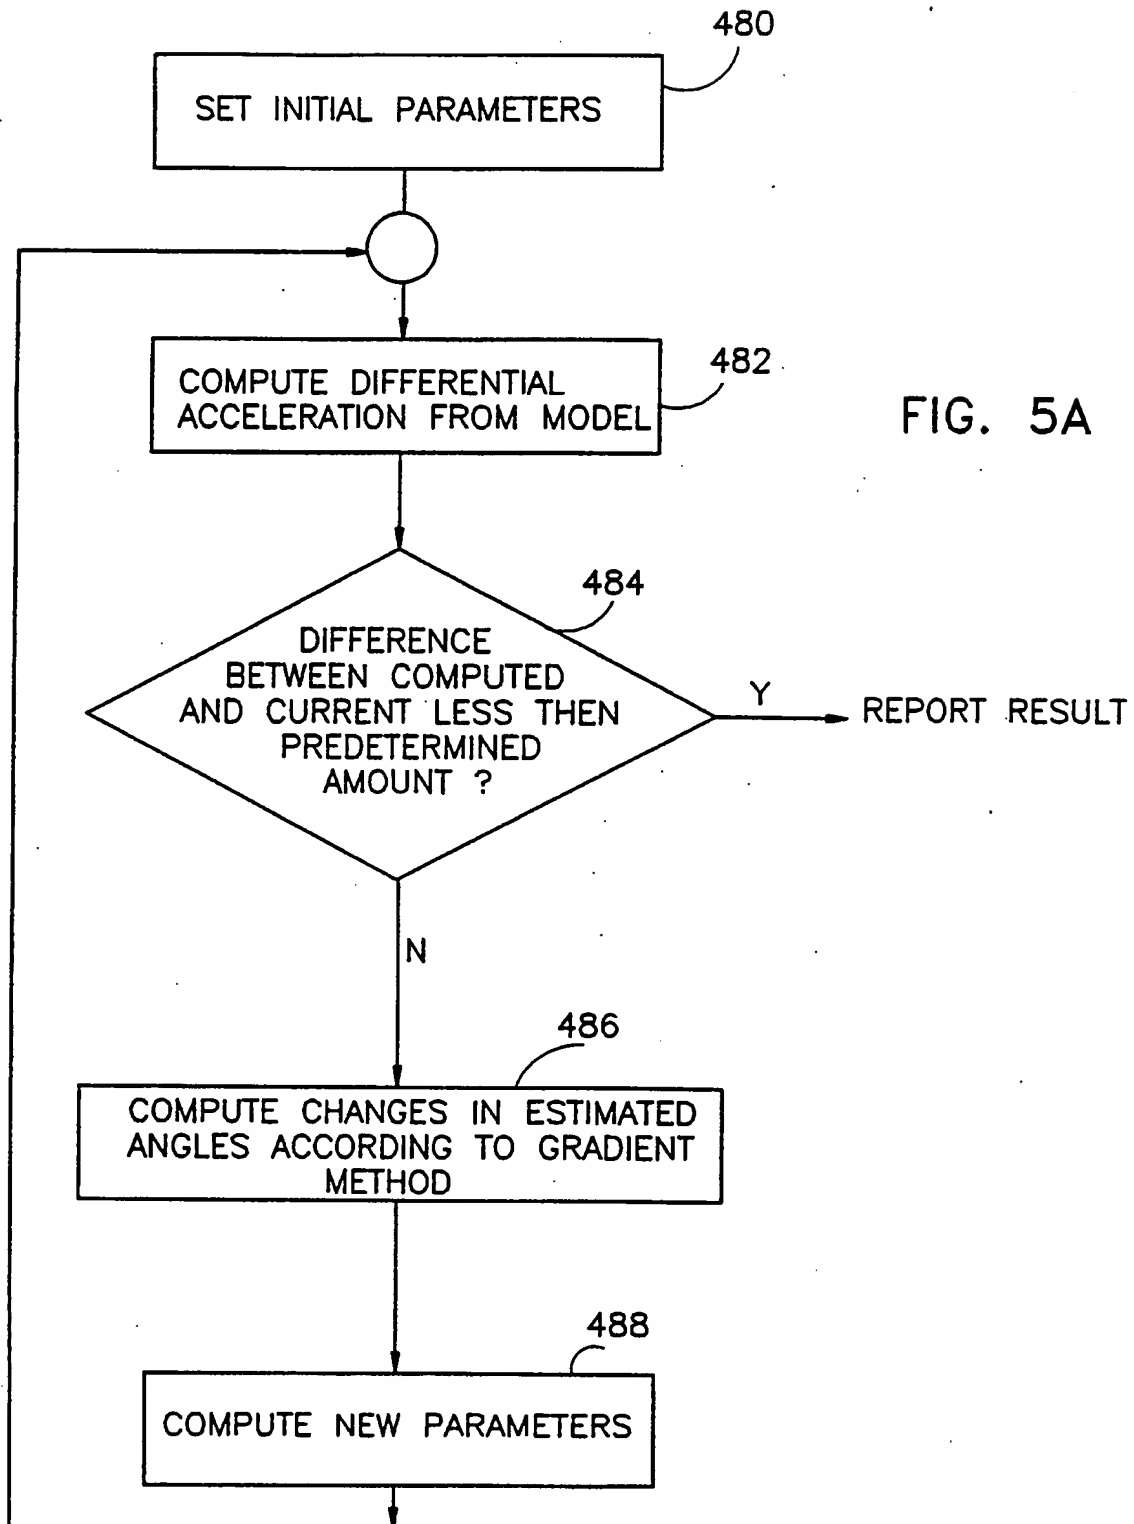 480
SET INITIAL PARAMETERS
482
COMPUTE DIFFERENTIAL
ACCELERATION FROM MODEL
FIG. 5A
484
DIFFERENCE
BETWEEN COMPUTED
AND CURRENT LESS THEN
PREDETERMINED
AMOUNT ?
Y
REPORT RESULT
N
486
COMPUTE CHANGES IN ESTIMATED
ANGLES ACCORDING TO GRADIENT
METHOD
488
COMPUTE NEW PARAMETERS